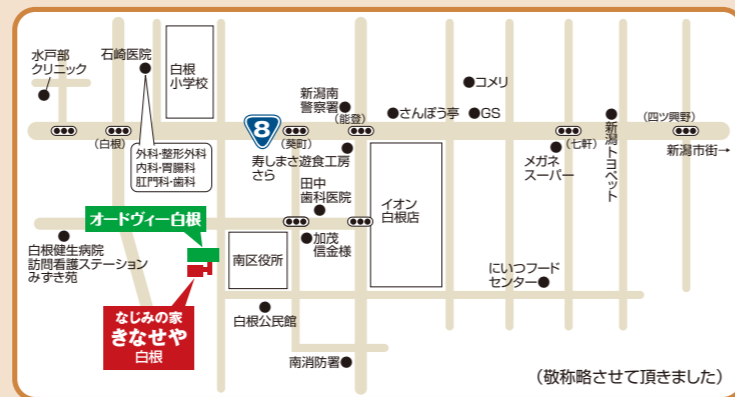 水戸部
クリニック
石崎医院
白根
小学校
新潟南
警察署
(能登)
さんぽう亭
コメリ
GS
(四ツ興野)
新潟市街→
(白根)
外科・整形外科
内科・胃腸科
肛門科・歯科
8
(葵町)
寿しまさ遊食工房
さら
(七軒)
メガネ
スーパー
新潟トヨペット
田中
歯科医院
イオン
白根店
オードヴィー白根
白根健生病院
訪問看護ステーション
みずき苑
南区役所
加茂
信金様
にいつフード
センター
なじみの家
きなせや
白根
白根公民館
南消防署
(敬称略させて頂きました)